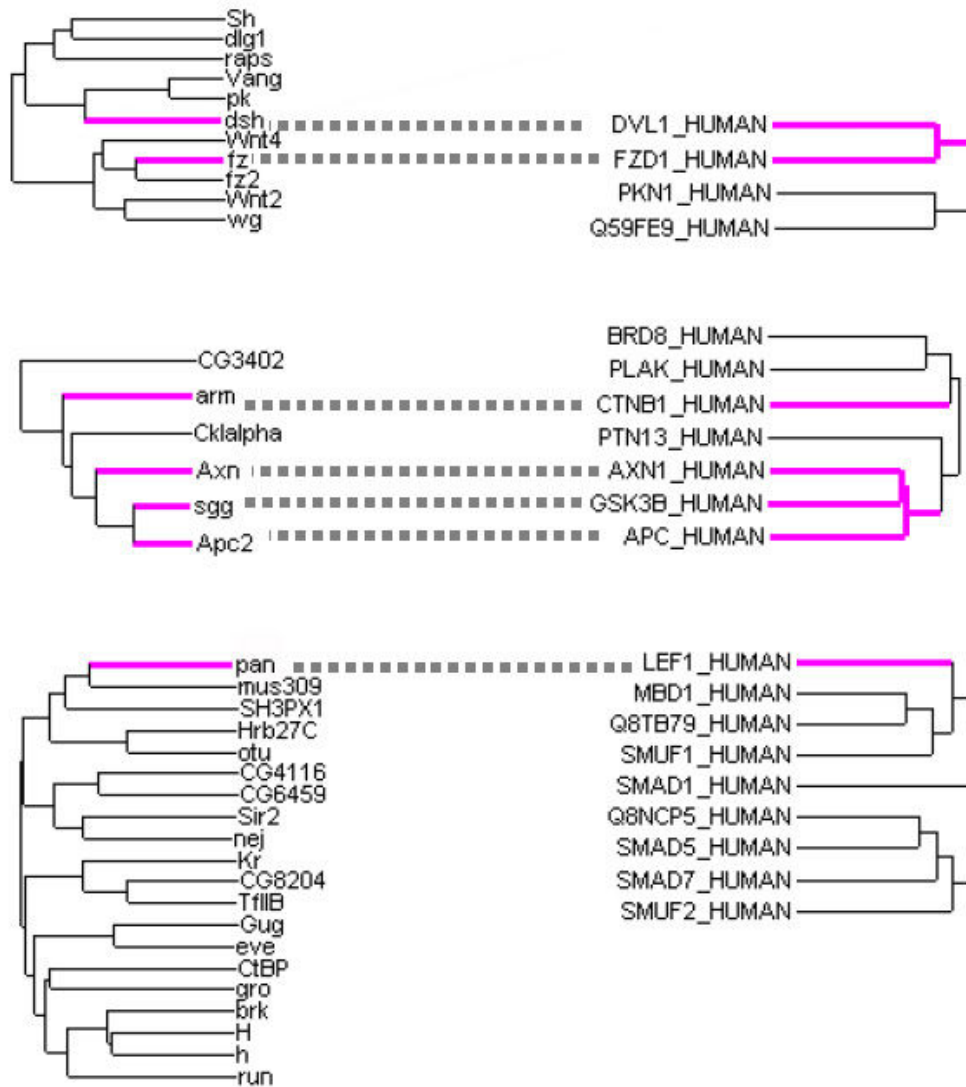 Sh
dlg1
raps
Vang
pk
dsh
Wnt4
fz
fz2
Wnt2
wg
DVL1_HUMAN
FZD1_HUMAN
PKN1_HUMAN
Q59FE9_HUMAN
CG3402
arm
CkIalpha
Axn
sgg
Apc2
BRD8_HUMAN
PLAK_HUMAN
CTNB1_HUMAN
PTN13_HUMAN
AXN1_HUMAN
GSK3B_HUMAN
APC_HUMAN
pan
mus309
SH3PX1
Hrb27C
otu
CG4116
CG6459
Sir2
nej
Kr
CG8204
TfIIB
Gug
eve
CtBP
gro
brk
H
h
run
LEF1_HUMAN
MBD1_HUMAN
Q8TB79_HUMAN
SMUF1_HUMAN
SMAD1_HUMAN
Q8NCP5_HUMAN
SMAD5_HUMAN
SMAD7_HUMAN
SMUF2_HUMAN